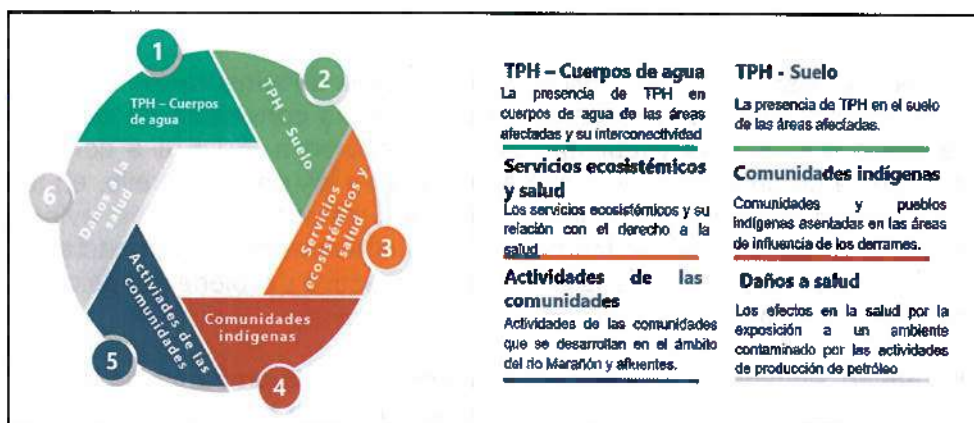 1
TPH – Cuerpos
de agua
2
TPH - Suelo
3
Servicios
ecosistémicos y
salud
4
Comunidades
indígenas
5
Activiades de las
comunidades
6
Daños a la
salud
TPH – Cuerpos de agua
La presencia de TPH en
cuerpos de agua de las áreas
afectadas y su interconectividad
TPH - Suelo
La presencia de TPH en el suelo
de las áreas afectadas.
Servicios ecosistémicos
y salud
Los servicios ecosistémicos y su
relación con el derecho a la
salud
Comunidades indígenas
Comunidades y pueblos
indígenas asentadas en las áreas
de influencia de los derrames.
Actividades de las
comunidades
Actividades de las comunidades
que se desarrollan en el ámbito
del rio Marañón y afluentes.
Daños a salud
Los efectos en la salud por la
exposición a un ambiente
contaminado por las actividades
de producción de petróleo